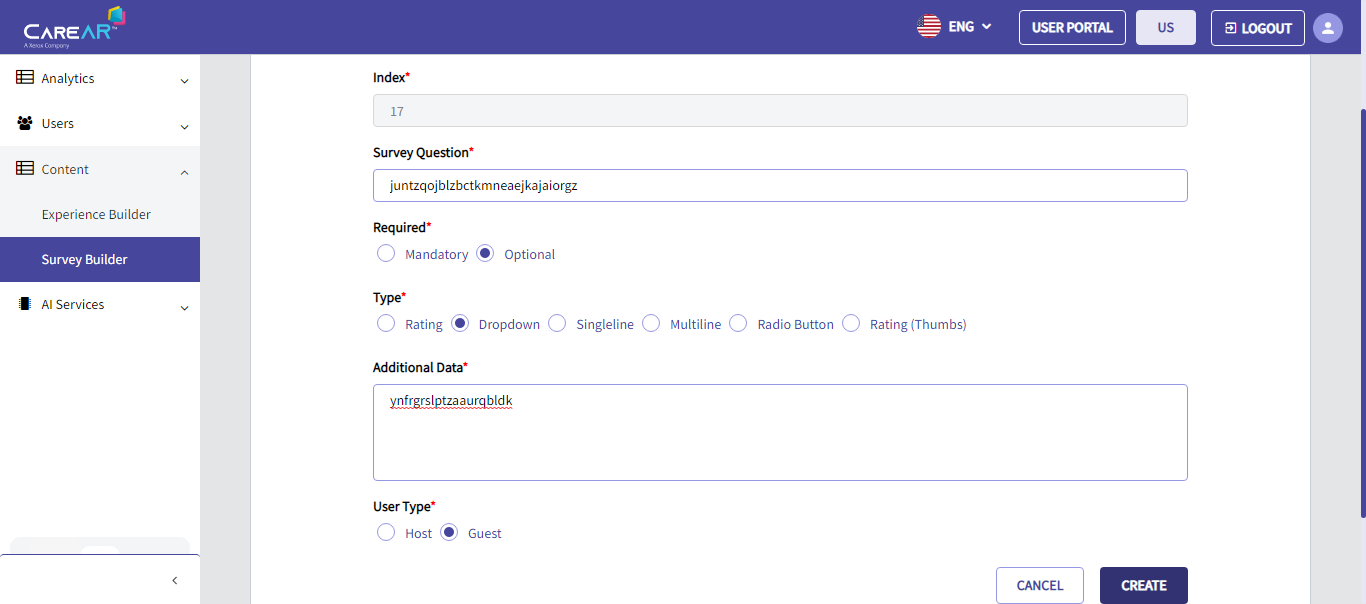 CAREAR™
A Xerox Company
ENG
USER PORTAL
US
LOGOUT
Analytics
Users
Content
Experience Builder
Survey Builder
AI Services
Index*
17
Survey Question*
juntzqojblzbctkmneaejkajaiorgz
Required*
Mandatory Optional
Type*
Rating Dropdown Singleline Multiline Radio Button Rating (Thumbs)
Additional Data*
ynfrgrslptzaaurqbldk
User Type*
Host Guest
CANCEL CREATE